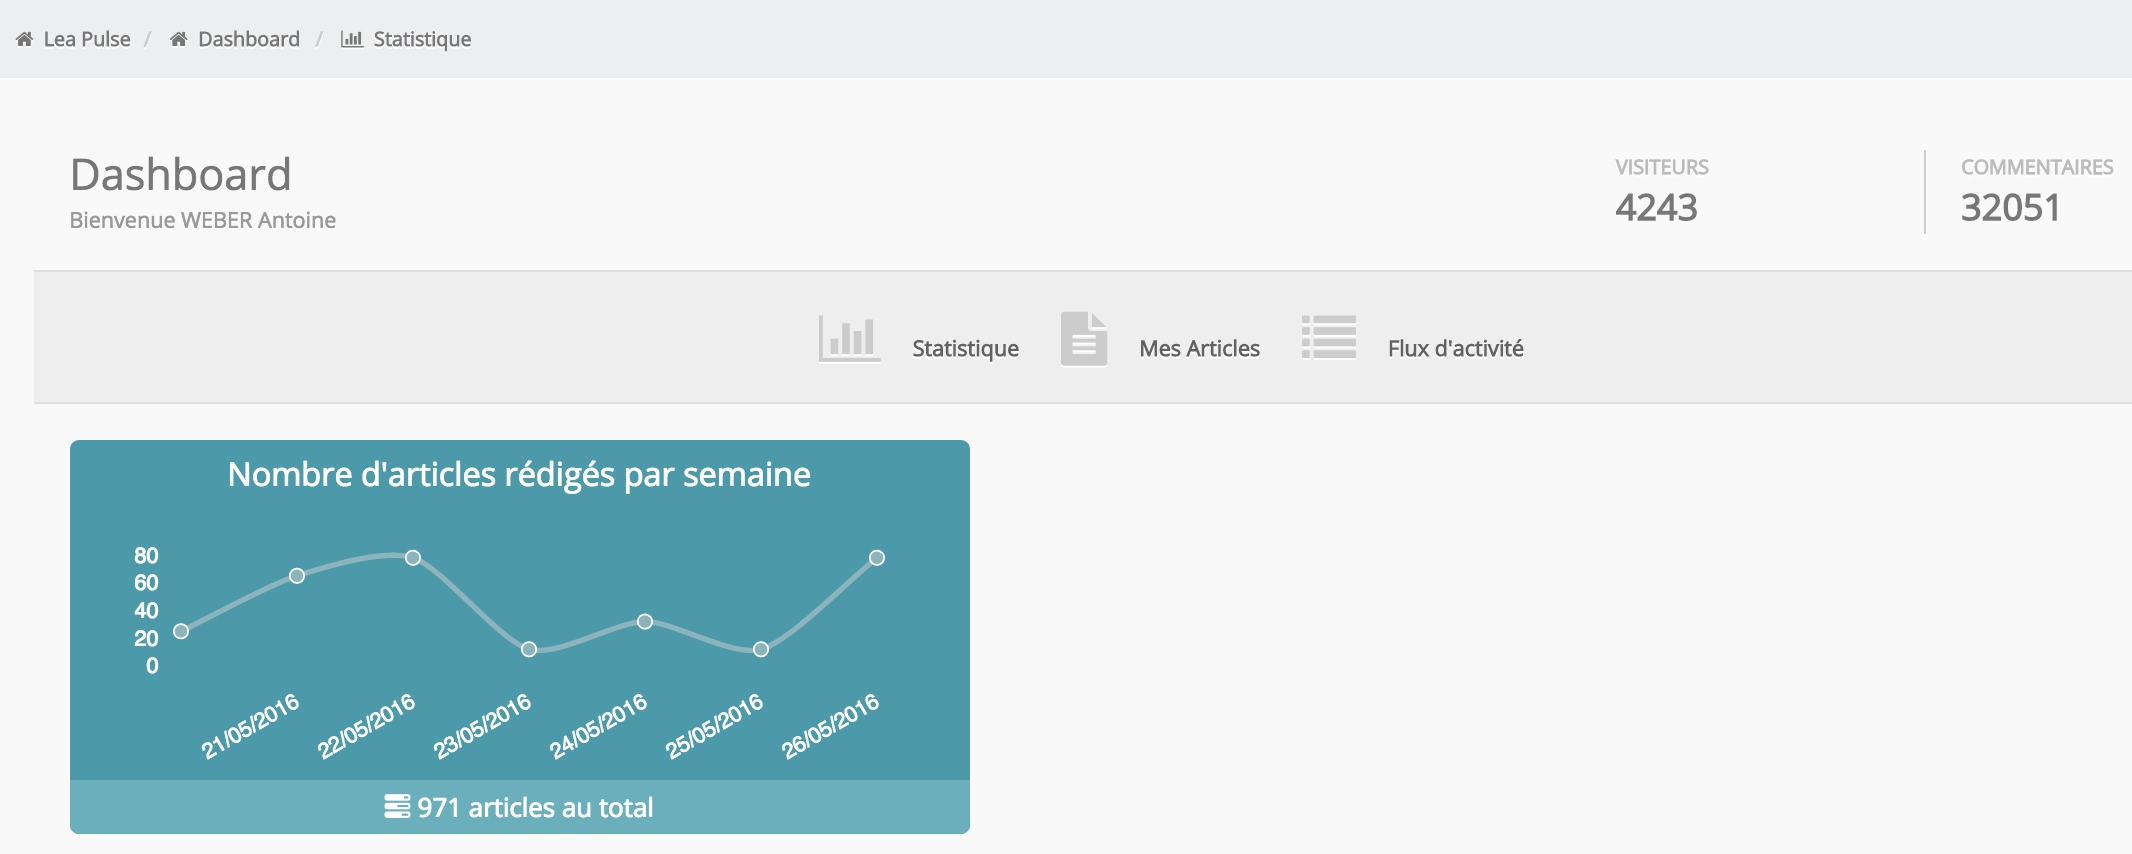 Lea Pulse / Dashboard / Statistique
Dashboard
Bienvenue WEBER Antoine
VISITEURS
4243
COMMENTAIRES
32051
Statistique
Mes Articles
Flux d'activité
Nombre d'articles rédigés par semaine
80
60
40
20
0
21/05/2016
22/05/2016
23/05/2016
24/05/2016
25/05/2016
26/05/2016
971 articles au total